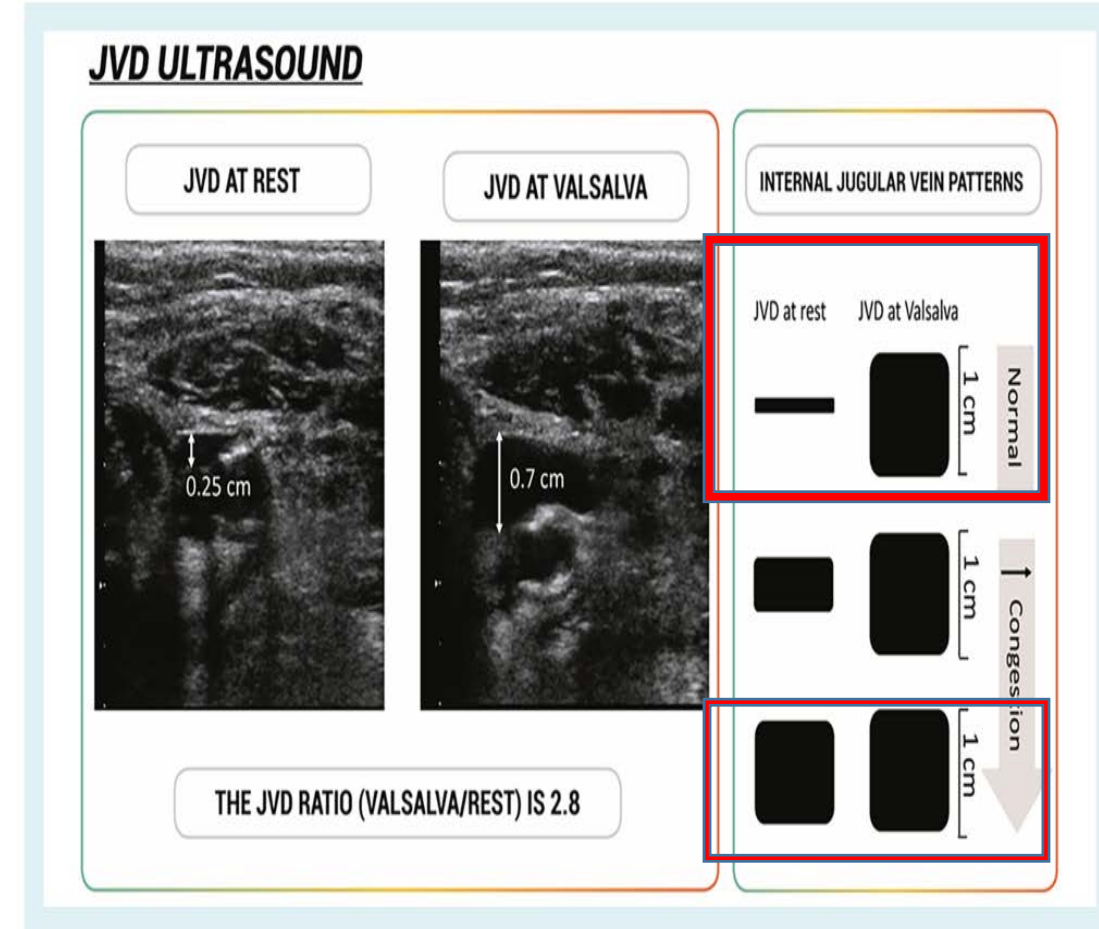 JVD ULTRASOUND
JVD AT REST
JVD AT VALSALVA
0.25 cm
0.7 cm
THE JVD RATIO (VALSALVA/REST) IS 2.8
INTERNAL JUGULAR VEIN PATTERNS
JVD at rest
JVD at Valsalva
1 cm
Normal
1 cm
↑ Congestion
1 cm